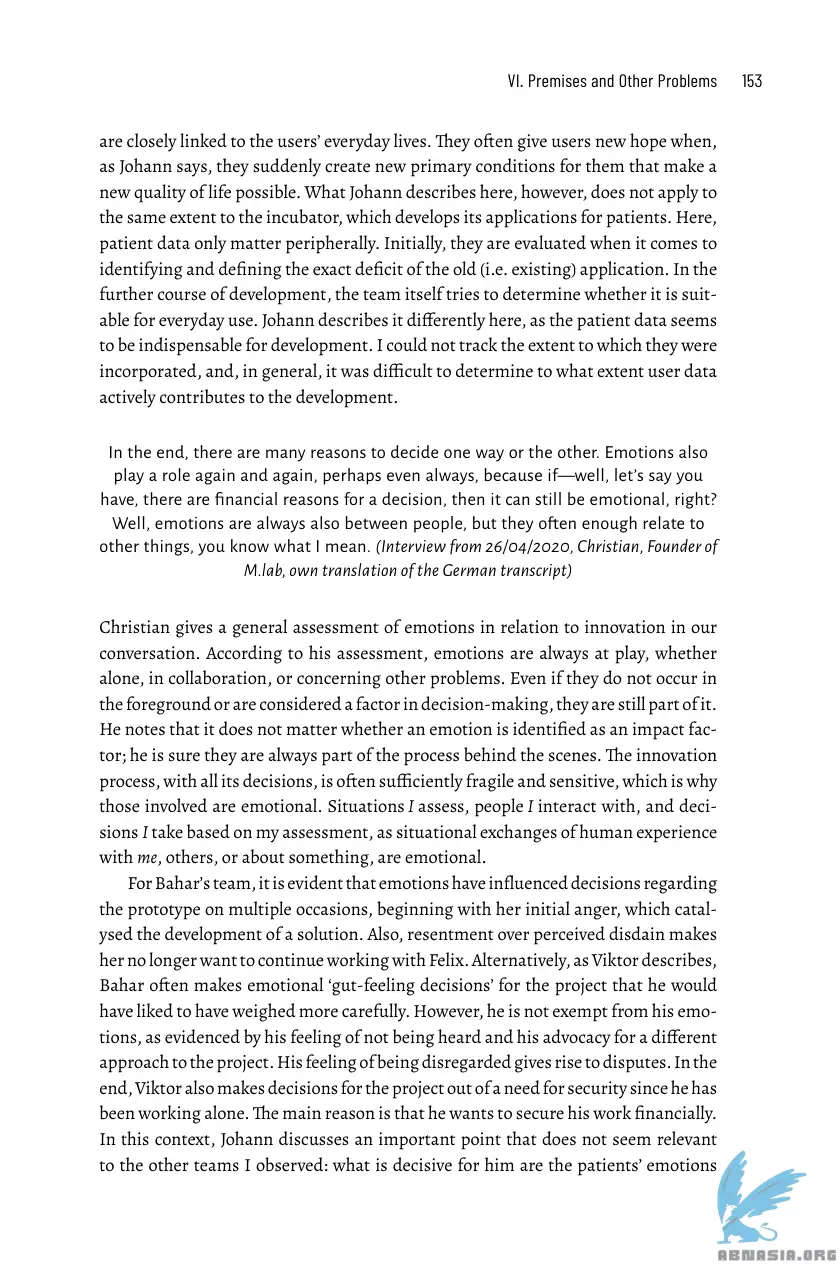 VI. Premises and Other Problems 153
are closely linked to the users’ everyday lives. They often give users new hope when,
as Johann says, they suddenly create new primary conditions for them that make a
new quality of life possible. What Johann describes here, however, does not apply to
the same extent to the incubator, which develops its applications for patients. Here,
patient data only matter peripherally. Initially, they are evaluated when it comes to
identifying and defining the exact deficit of the old (i.e. existing) application. In the
further course of development, the team itself tries to determine whether it is suit-
able for everyday use. Johann describes it differently here, as the patient data seems
to be indispensable for development. I could not track the extent to which they were
incorporated, and, in general, it was difficult to determine to what extent user data
actively contributes to the development.
In the end, there are many reasons to decide one way or the other. Emotions also
play a role again and again, perhaps even always, because if—well, let’s say you
have, there are financial reasons for a decision, then it can still be emotional, right?
Well, emotions are always also between people, but they often enough relate to
other things, you know what I mean. (Interview from 26/04/2020, Christian, Founder of
M.lab, own translation of the German transcript)
Christian gives a general assessment of emotions in relation to innovation in our
conversation. According to his assessment, emotions are always at play, whether
alone, in collaboration, or concerning other problems. Even if they do not occur in
the foreground or are considered a factor in decision-making, they are still part of it.
He notes that it does not matter whether an emotion is identified as an impact fac-
tor; he is sure they are always part of the process behind the scenes. The innovation
process, with all its decisions, is often sufficiently fragile and sensitive, which is why
those involved are emotional. Situations I assess, people I interact with, and deci-
sions I take based on my assessment, as situational exchanges of human experience
with me, others, or about something, are emotional.
For Bahar’s team, it is evident that emotions have influenced decisions regarding
the prototype on multiple occasions, beginning with her initial anger, which catal-
ysed the development of a solution. Also, resentment over perceived disdain makes
her no longer want to continue working with Felix. Alternatively, as Viktor describes,
Bahar often makes emotional ‘gut-feeling decisions’ for the project that he would
have liked to have weighed more carefully. However, he is not exempt from his emo-
tions, as evidenced by his feeling of not being heard and his advocacy for a different
approach to the project. His feeling of being disregarded gives rise to disputes. In the
end, Viktor also makes decisions for the project out of a need for security since he has
been working alone. The main reason is that he wants to secure his work financially.
In this context, Johann discusses an important point that does not seem relevant
to the other teams I observed: what is decisive for him are the patients’ emotions
ABNASIA.ORG